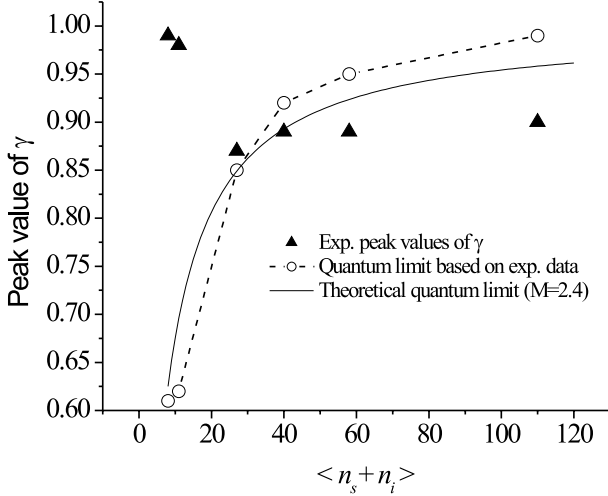 1.00
0.95
0.90
0.85
0.80
0.75
0.70
0.65
0.60
Peak value of γ
Exp. peak values of γ
Quantum limit based on exp. data
Theoretical quantum limit (M=2.4)
0 20 40 60 80 100 120
< n_s + n_i >